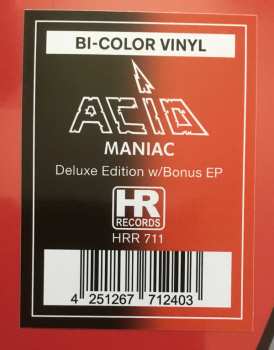 BI-COLOR VINYL
ACID
MANIAC
Deluxe Edition w/Bonus EP
HR
RECORDS
HRR 711
4 251267 712403